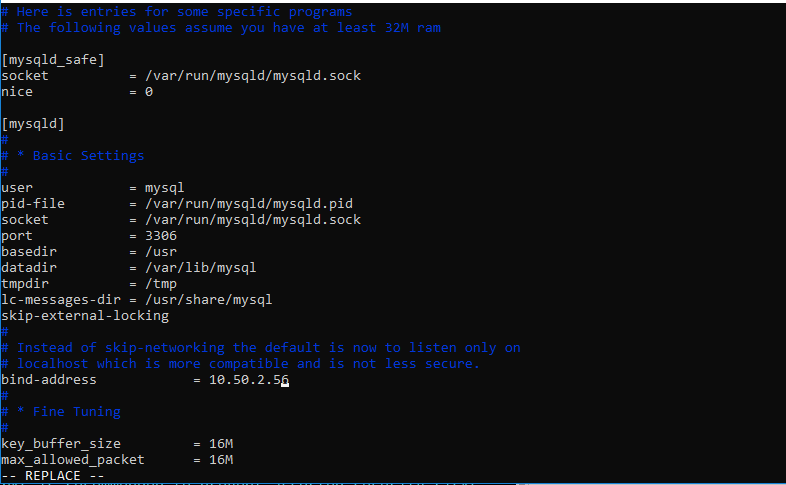 # Here is entries for some specific programs
# The following values assume you have at least 32M ram
[mysqld_safe]
socket = /var/run/mysqld/mysqld.sock
nice = 0
[mysqld]
#
# * Basic Settings
#
user = mysql
pid-file = /var/run/mysqld/mysqld.pid
socket = /var/run/mysqld/mysqld.sock
port = 3306
basedir = /usr
datadir = /var/lib/mysql
tmpdir = /tmp
lc-messages-dir = /usr/share/mysql
skip-external-locking
#
# Instead of skip-networking the default is now to listen only on
# localhost which is more compatible and is not less secure.
bind-address = 10.50.2.56
#
# * Fine Tuning
#
key_buffer_size = 16M
max_allowed_packet = 16M
-- REPLACE --